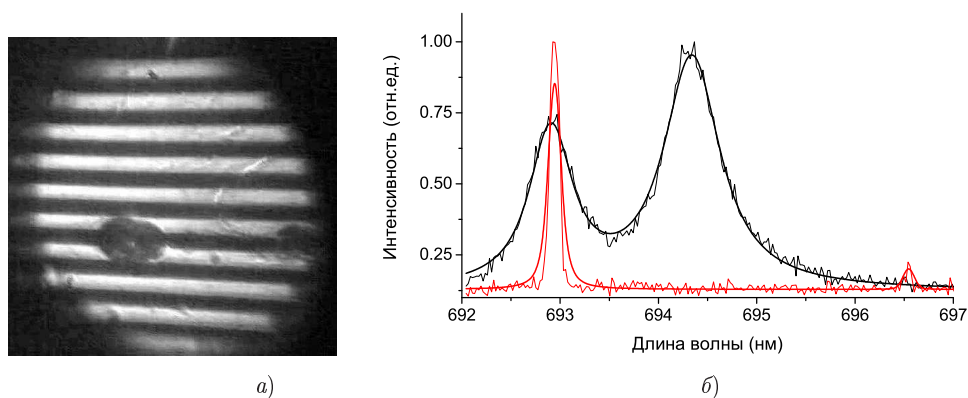 1.00
0.75
0.50
0.25
Интенсивность (отн.ед.)
692 693 694 695 696 697
Длина волны (нм)
а) б)